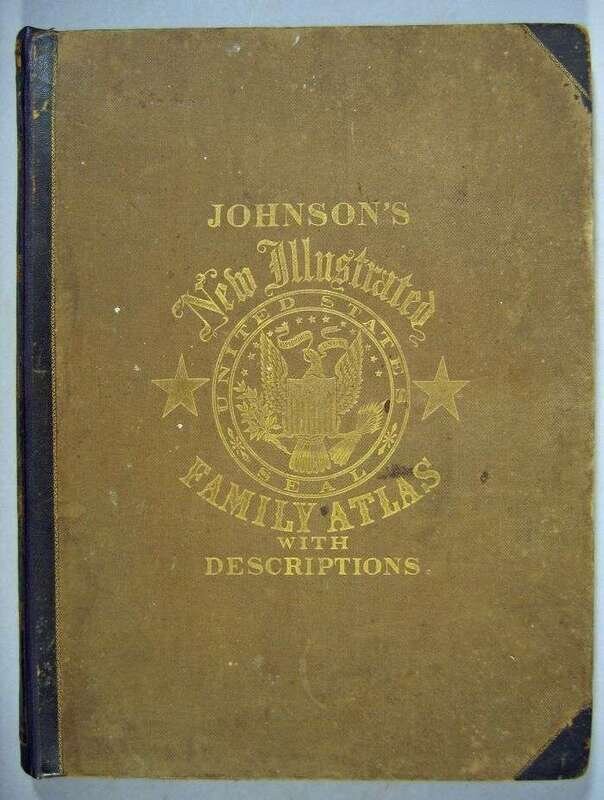 JOHNSON'S
New Illustrated
UNITED STATES
SEAL
FAMILY ATLAS
WITH
DESCRIPTIONS.